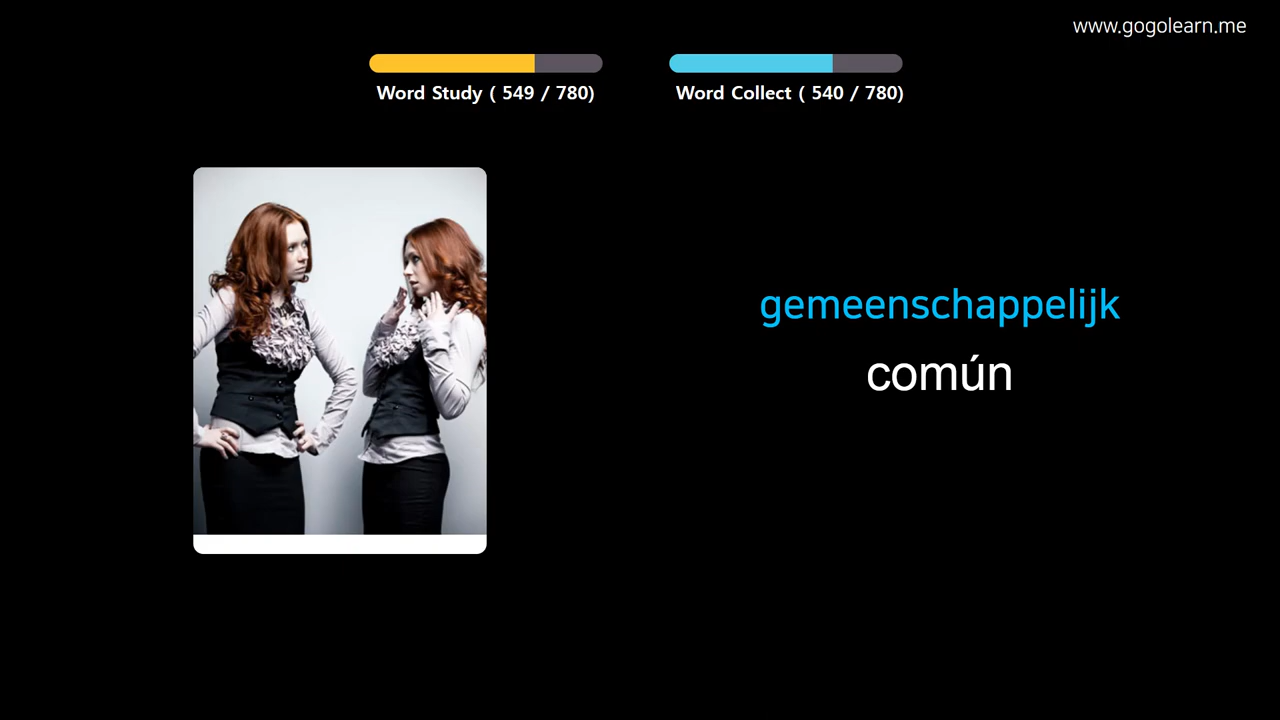 www.gogolearn.me
Word Study ( 549 / 780)
Word Collect ( 540 / 780)
gemeenschappelijk
común